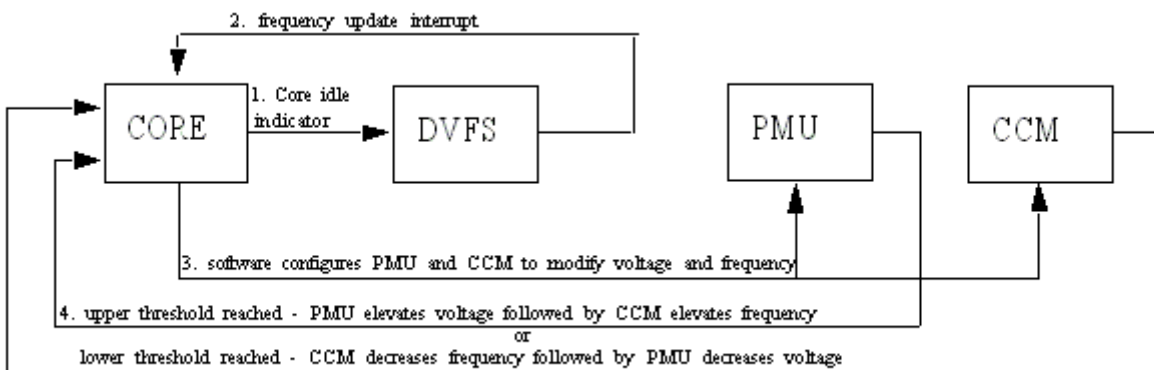 2. frequency update interrupt
1. Core idle
indicator
CORE
DVFS
PMU
CCM
3. software configures PMU and CCM to modify voltage and frequency
4. upper threshold reached - PMU elevates voltage followed by CCM elevates frequency
or
lower threshold reached - CCM decreases frequency followed by PMU decreases voltage